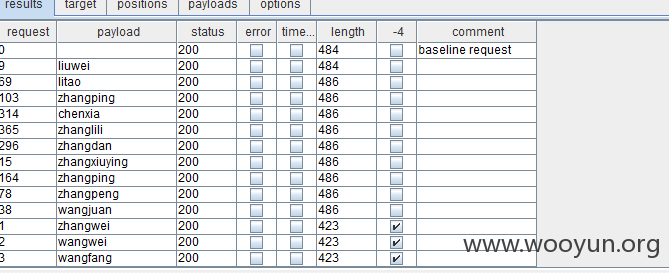 results target positions payloads options
request payload status error time... length -4 comment
0 200 484 baseline request
9 liuwei 200 484
69 litao 200 486
103 zhangping 200 486
314 chenxia 200 486
365 zhanglili 200 486
296 zhangdan 200 486
15 zhangxiuying 200 486
164 zhangping 200 486
78 zhangpeng 200 486
38 wangjuan 200 486
1 zhangwei 200 423
2 wangwei 200 423
3 wangfang 200 423
www.wooyun.org